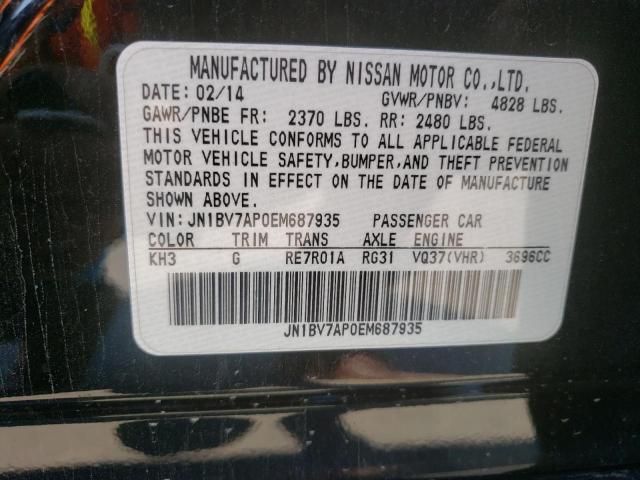 MANUFACTURED BY NISSAN MOTOR CO.,LTD.
DATE: 02/14 GVWR/PNBV: 4828 LBS.
GAWR/PNBE FR: 2370 LBS. RR: 2480 LBS.
THIS VEHICLE CONFORMS TO ALL APPLICABLE FEDERAL
MOTOR VEHICLE SAFETY,BUMPER,AND THEFT PREVENTION
STANDARDS IN EFFECT ON THE DATE OF MANUFACTURE
SHOWN ABOVE.
VIN: JN1BV7AP0EM687935 PASSENGER CAR
COLOR TRIM TRANS AXLE ENGINE
KH3 G RE7R01A RG31 VQ37(VHR) 3696CC
JN1BV7AP0EM687935